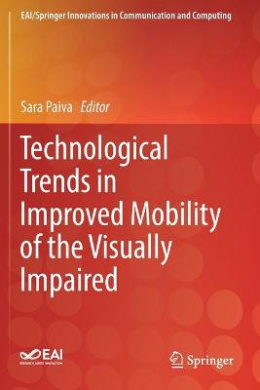 EAI/Springer Innovations in Communication and Computing
Sara Paiva Editor
Technological
Trends in
Improved Mobility
of the Visually
Impaired
EAI
Springer